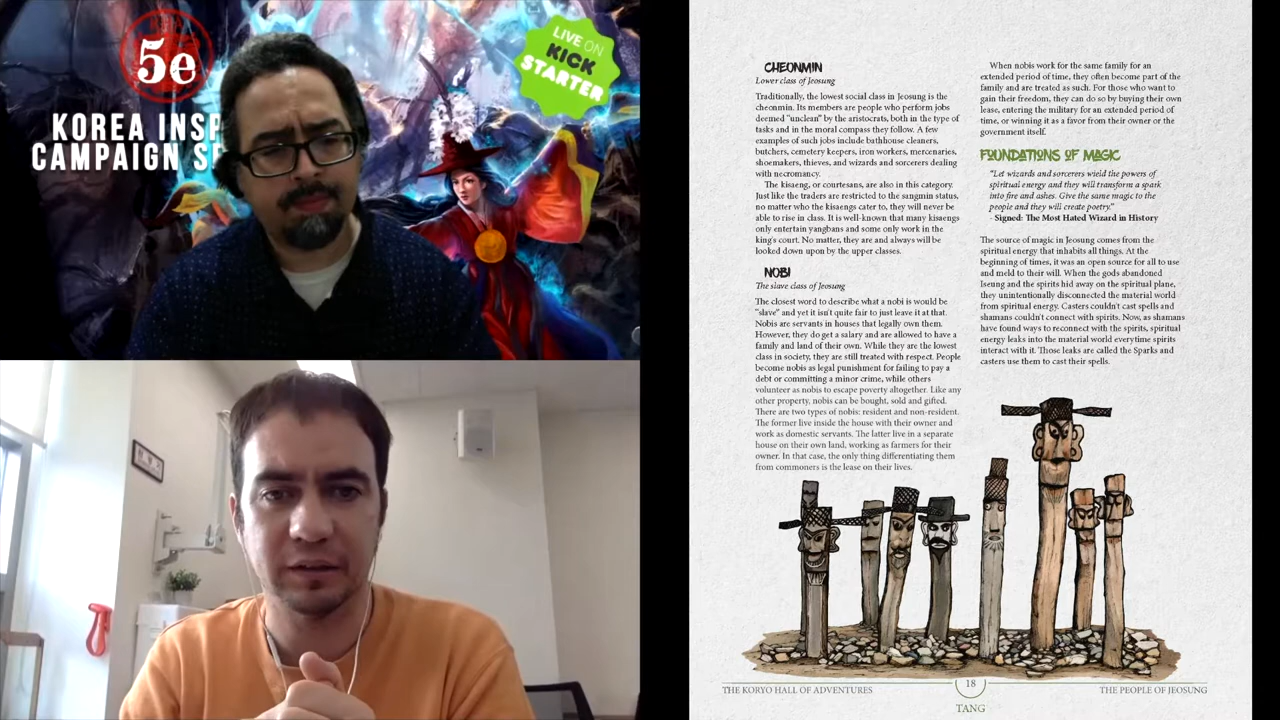 5e
KOREA INSP
CAMPAIGN S
LIVE ON
KICK
STARTER
CHEONMIN
Lower class of Jeosung
Traditionally, the lowest social class in Jeosung is the
cheonmin. Its members are people who perform jobs
deemed "unclean" by the aristocrats, both in the type of
tasks and in the moral compass they follow. A few
examples of such jobs include bathhouse cleaners,
butchers, cemetery keepers, iron workers, mercenaries,
shoemakers, thieves, and wizards and sorcerers dealing
with necromancy.
The kisaeng, or courtesans, are also in this category.
Just like the traders are restricted to the sangmin status,
no matter who the kisaengs cater to, they will never be
able to rise in class. It is well-known that many kisaengs
only entertain yangbans and some only work in the
king's court. No matter, they are and always will be
looked down upon by the upper classes.
NOBI
The slave class of Jeosung
The closest word to describe what a nobi is would be
"slave" and yet it isn't quite fair to just leave it at that.
Nobis are servants in houses that legally own them.
However, they do get a salary and are allowed to have a
family and land of their own. While they are the lowest
class in society, they are still treated with respect. People
become nobis as legal punishment for failing to pay a
debt or committing a minor crime, while others
volunteer as nobis to escape poverty altogether. Like any
other property, nobis can be bought, sold and gifted.
There are two types of nobis: resident and non-resident.
The former live inside the house with their owner and
work as domestic servants. The latter live in a separate
house on their own land, working as farmers for their
owner. In that case, the only thing differentiating them
from commoners is the lease on their lives.
When nobis work for the same family for an
extended period of time, they often become part of the
family and are treated as such. For those who want to
gain their freedom, they can do so by buying their own
lease, entering the military for an extended period of
time, or winning it as a favor from their owner or the
government itself.
FOUNDATIONS OF MAGIC
"Let wizards and sorcerers wield the powers of
spiritual energy and they will transform a spark
into fire and ashes. Give the same magic to the
people and they will create poetry."
- Signed: The Most Hated Wizard in History
The source of magic in Jeosung comes from the
spiritual energy that inhabits all things. At the
beginning of times, it was an open source for all to use
and meld to their will. When the gods abandoned
Iseung and the spirits hid away on the spiritual plane,
they unintentionally disconnected the material world
from spiritual energy. Casters couldn't cast spells and
shamans couldn't connect with spirits. Now, as shamans
have found ways to reconnect with the spirits, spiritual
energy leaks into the material world everytime spirits
interact with it. Those leaks are called the Sparks and
casters use them to cast their spells.
THE KORYO HALL OF ADVENTURES
18
THE PEOPLE OF JEOSUNG
TANG